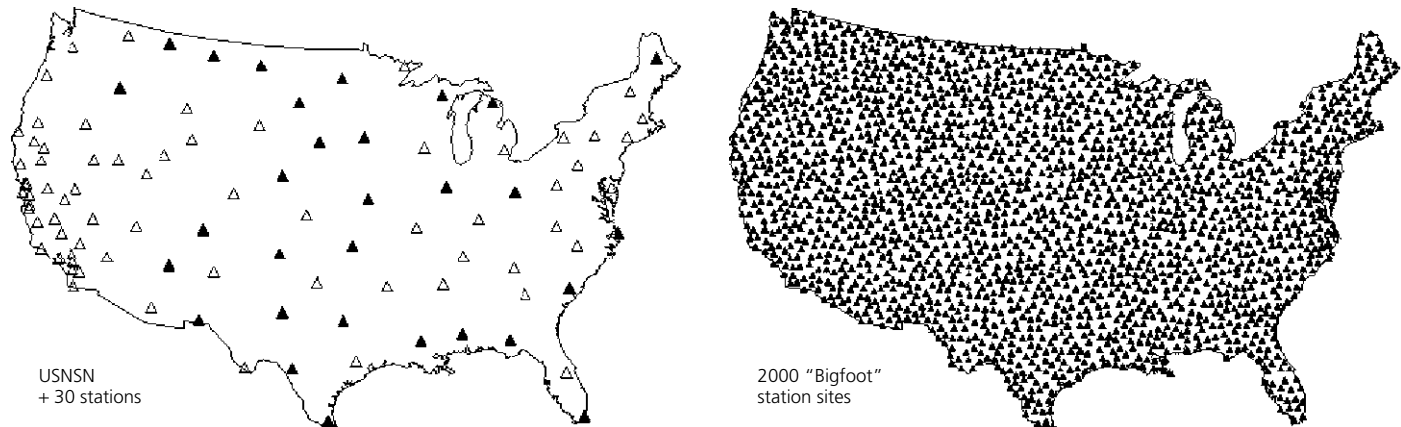 USNSN
+ 30 stations
2000 “Bigfoot”
station sites